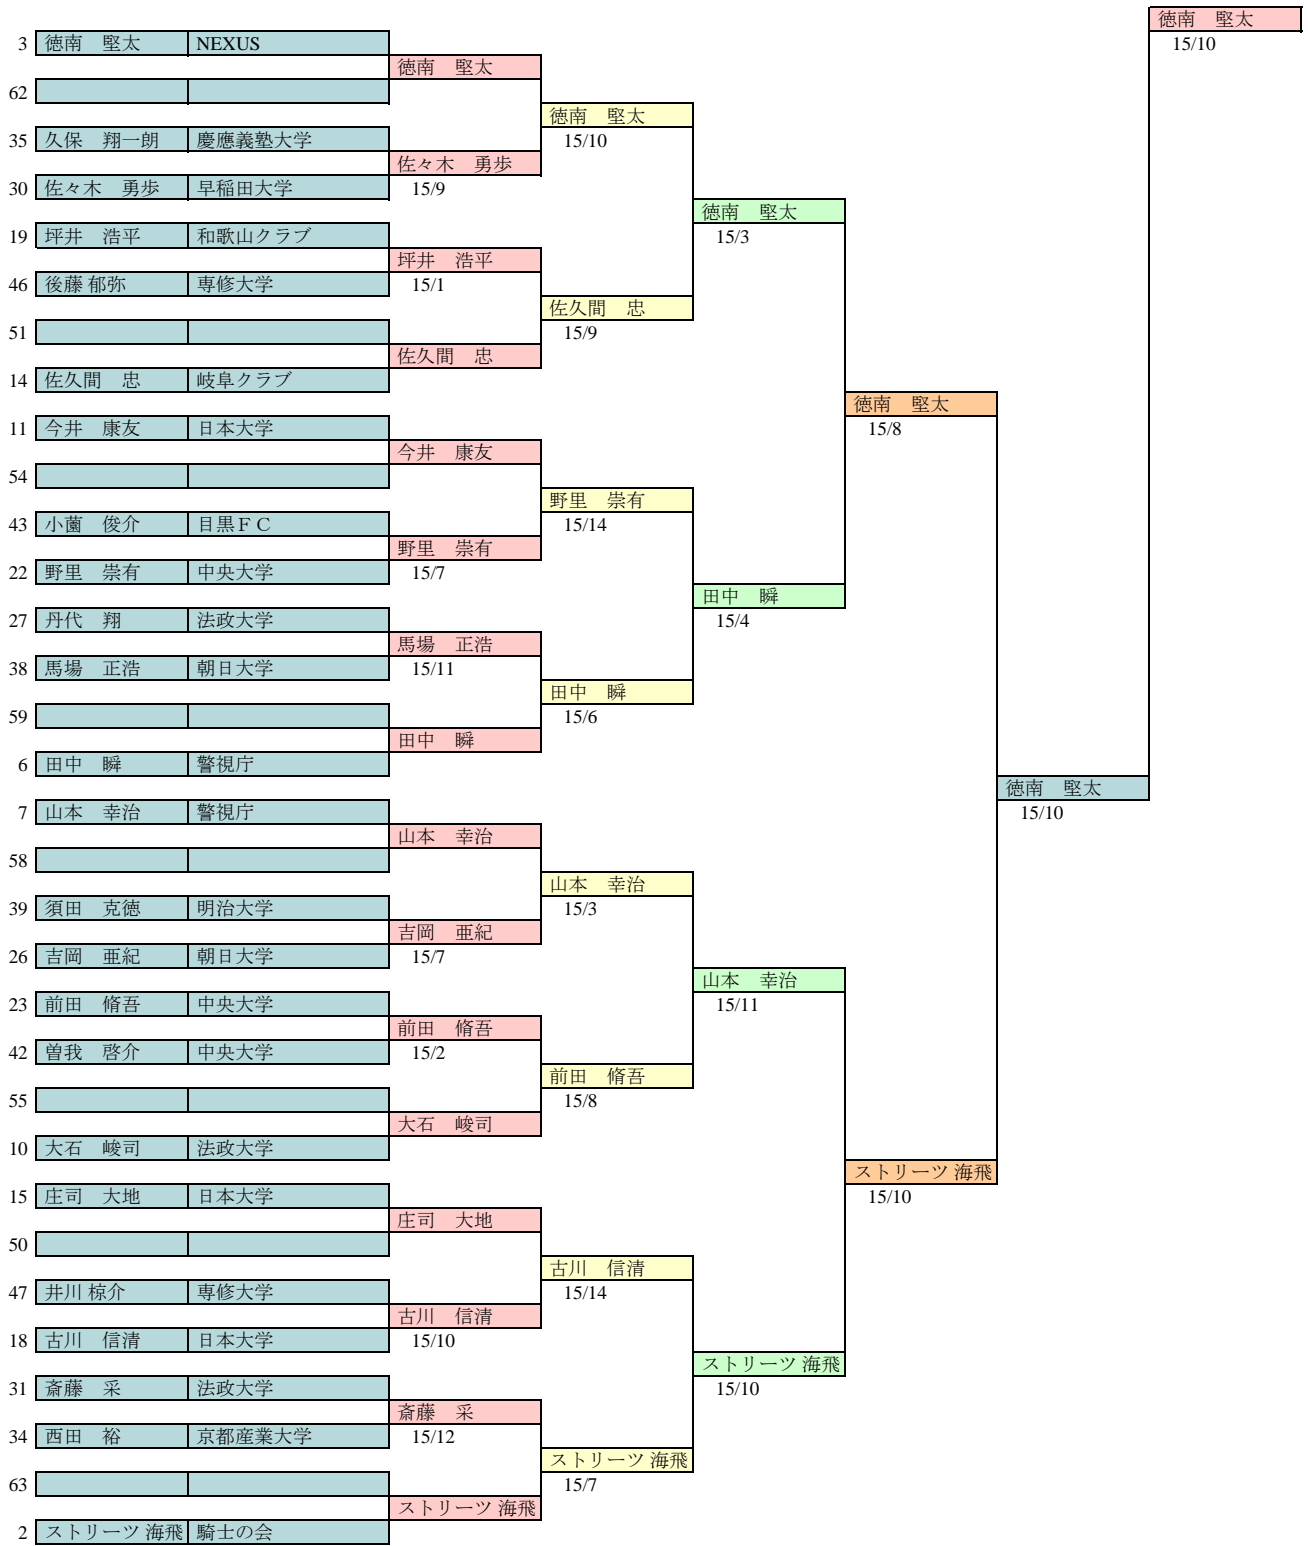 徳南　堅太
3 徳南　堅太 NEXUS
15/10
徳南　堅太
62
徳南　堅太
35 久保　翔一朗 慶應義塾大学
15/10
佐々木　勇歩
30 佐々木　勇歩 早稲田大学
15/9
徳南　堅太
19 坪井　浩平 和歌山クラブ
15/3
坪井　浩平
46 後藤 郁弥 専修大学
15/1
佐久間　忠
51
15/9
佐久間　忠
14 佐久間　忠 岐阜クラブ
徳南　堅太
11 今井　康友 日本大学
15/8
今井　康友
54
野里　崇有
43 小薗　俊介 目黒ＦＣ
15/14
野里　崇有
22 野里　崇有 中央大学
15/7
田中　瞬
27 丹代　翔 法政大学
15/4
馬場　正浩
38 馬場　正浩 朝日大学
15/11
田中　瞬
59
15/6
田中　瞬
6 田中　瞬 警視庁
徳南　堅太
7 山本　幸治 警視庁
15/10
山本　幸治
58
山本　幸治
39 須田　克徳 明治大学
15/3
吉岡　亜紀
26 吉岡　亜紀 朝日大学
15/7
山本　幸治
23 前田　脩吾 中央大学
15/11
前田　脩吾
42 曽我　啓介 中央大学
15/2
前田　脩吾
55
15/8
大石　峻司
10 大石　峻司 法政大学
ストリーツ 海飛
15 庄司　大地 日本大学
15/10
庄司　大地
50
古川　信清
47 井川 椋介 専修大学
15/14
古川　信清
18 古川　信清 日本大学
15/10
ストリーツ 海飛
31 斎藤　采 法政大学
15/10
斎藤　采
34 西田　裕 京都産業大学
15/12
ストリーツ 海飛
63
15/7
ストリーツ 海飛
2 ストリーツ 海飛 騎士の会